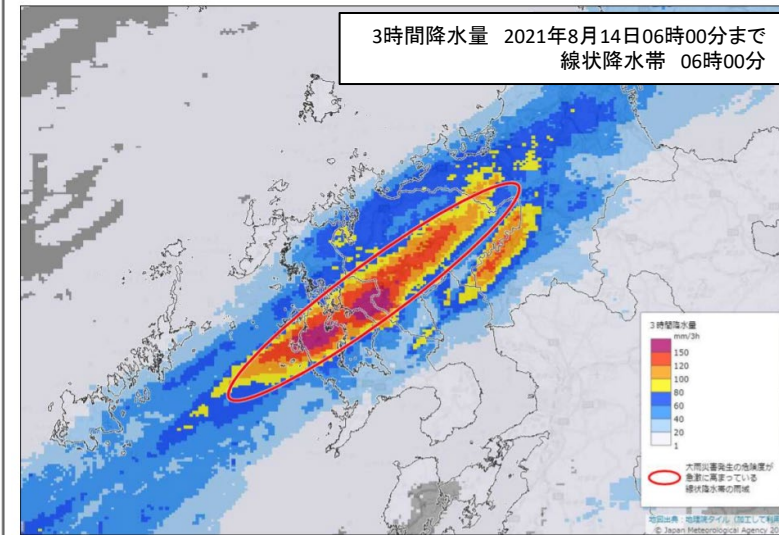 3時間降水量 2021年8月14日06時00分まで
線状降水帯 06時00分
3時間降水量
mm/3h
150
120
100
80
60
40
20
1
大雨災害発生の危険度が
急激に高まっている
線状降水帯の雨域
地図出典：地理院タイル（加工して利用
© Japan Meteorological Agency 20